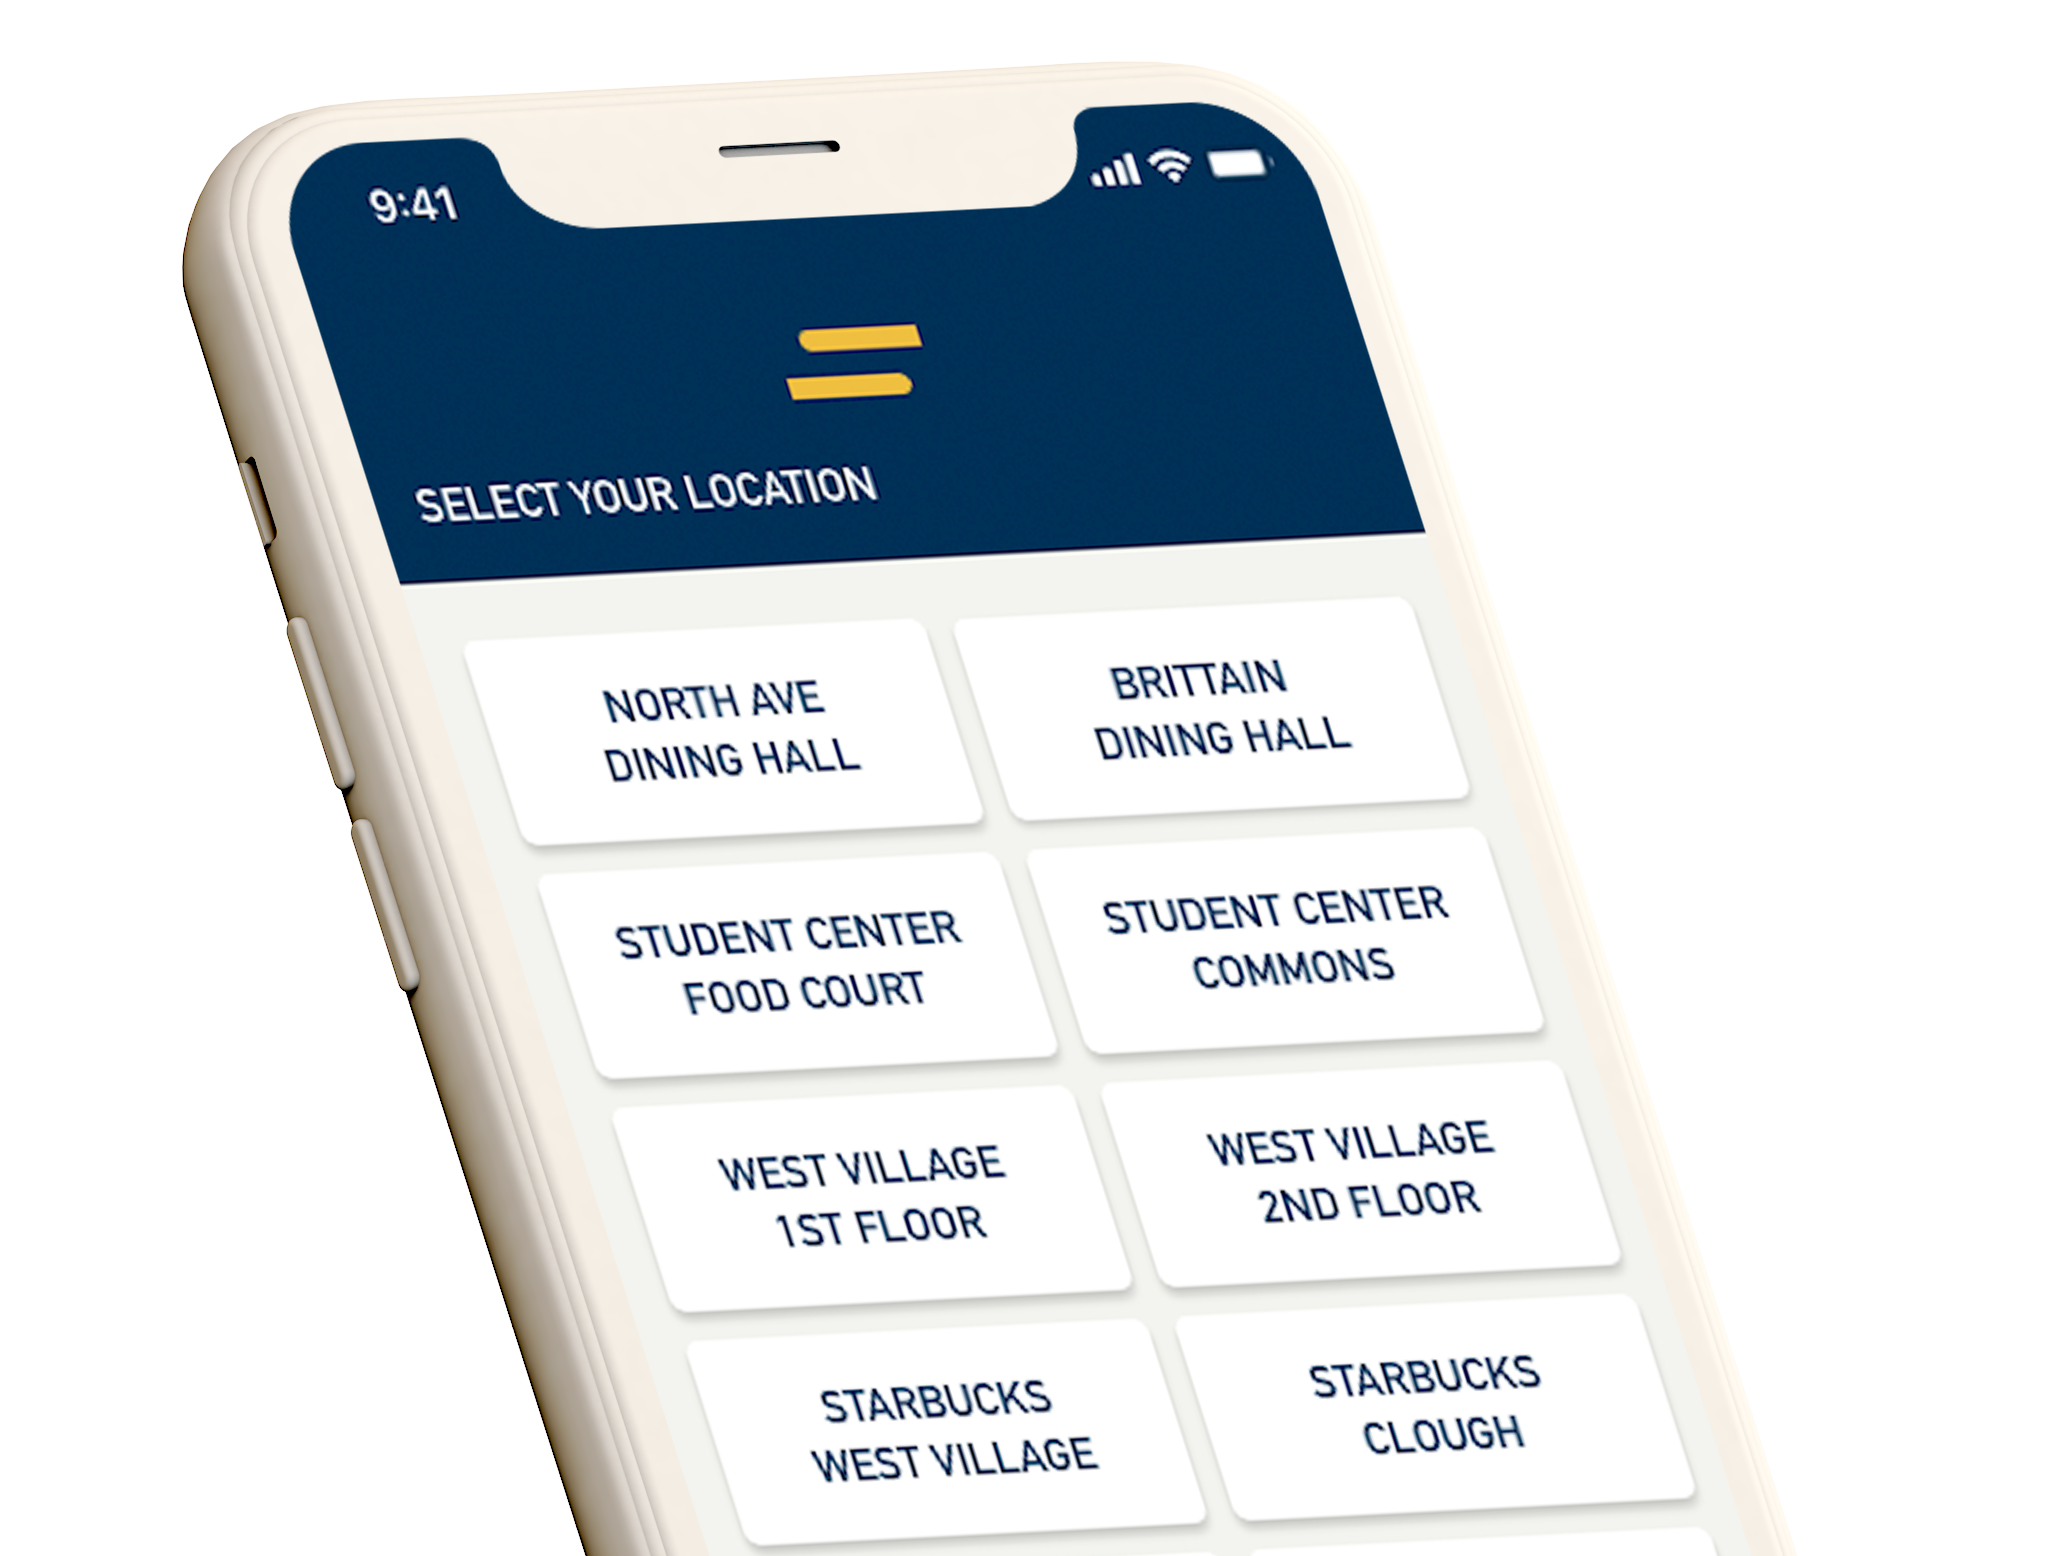 9:41
SELECT YOUR LOCATION
NORTH AVE
DINING HALL
BRITTAIN
DINING HALL
STUDENT CENTER
FOOD COURT
STUDENT CENTER
COMMONS
WEST VILLAGE
1ST FLOOR
WEST VILLAGE
2ND FLOOR
STARBUCKS
WEST VILLAGE
STARBUCKS
CLOUGH